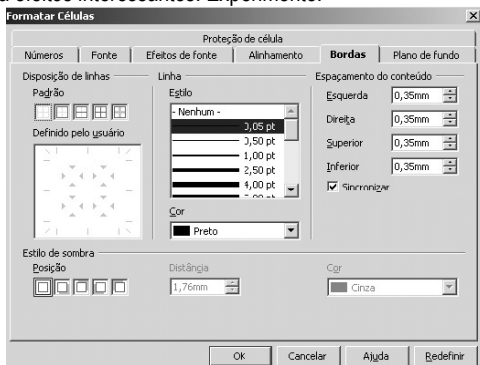 a efeitos interessantes. Experimente.
Formatar Células
Proteção de célula
Números Fonte Efeitos de fonte Alinhamento Bordas Plano de fundo
Disposição de linhas Linha Espaçamento do conteúdo
Padrão Estilo Esquerda 0,35mm
- Nenhum -
0,05 pt Direita 0,35mm
Definido pelo usuário 0,50 pt
1,00 pt Superior 0,35mm
2,50 pt Inferior 0,35mm
4,00 pt Sincronizar
Cor
Preto
Estilo de sombra
Posição Distância Cor
1,76mm Cinza
OK Cancelar Ajuda Redefinir